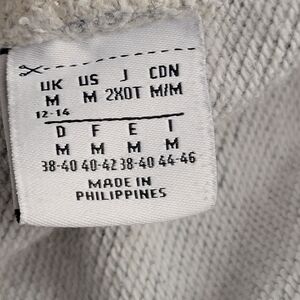 UK US J CDN
M M 2XOT M/M
12-14
D F E I
M M M M
38-40 40-42 38-40 44-46
MADE IN
PHILIPPINES